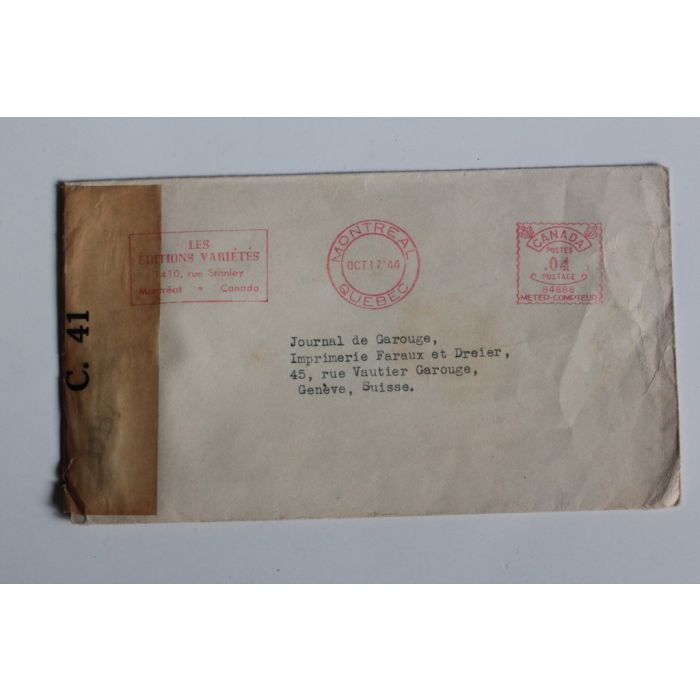 LES
ÉDITIONS VARIÉTÉS
1410, rue Stanley
Montréal • Canada
MONTREAL
OCT 17 '44
QUEBEC
CANADA
POSTES
.04
POSTAGE
84888
METER-COMPTEUR
C. 41
Journal de Garouge,
Imprimerie Faraux et Dreier,
45, rue Vautier Garouge,
Genève, Suisse.